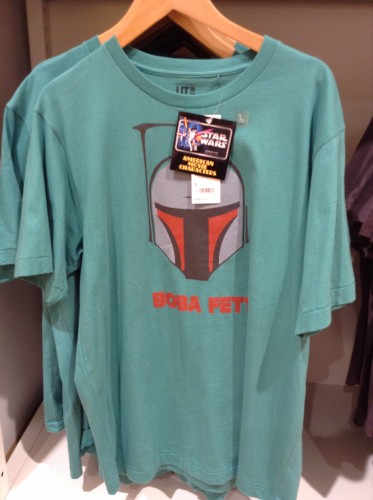 UT
L
STAR
WARS
AMERICAN
MOVIE
CHARACTERS
BOBA FETT